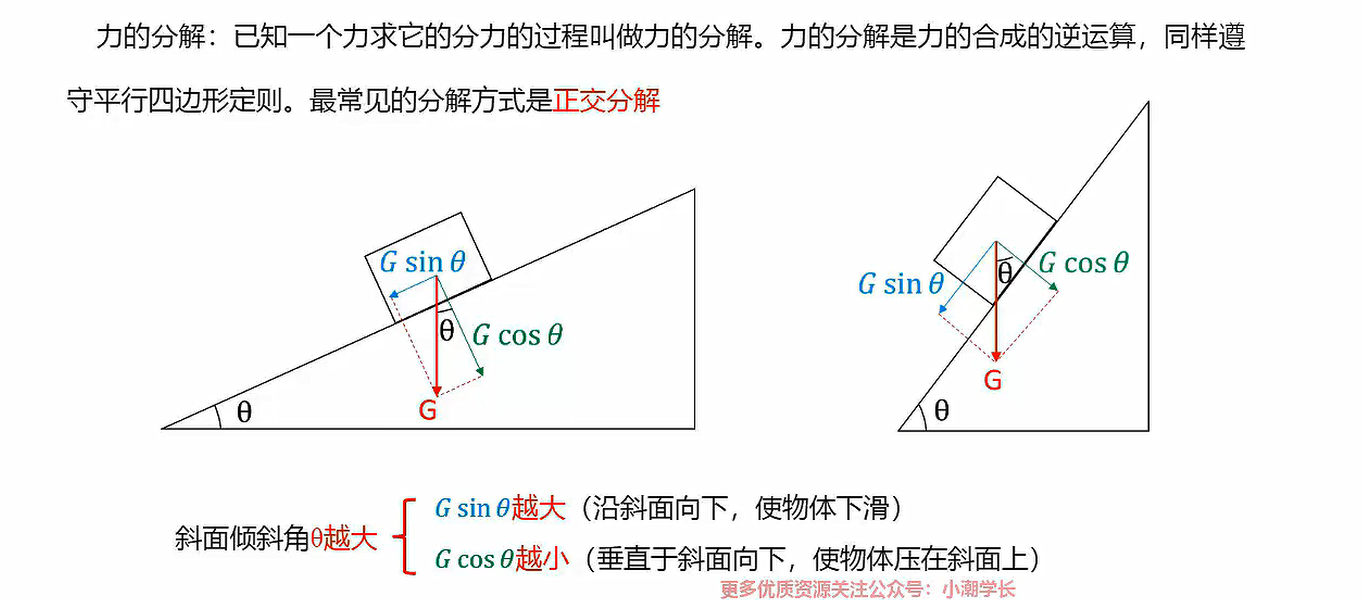 力的分解：已知一个力求它的分力的过程叫做力的分解。力的分解是力的合成的逆运算，同样遵
守平行四边形定则。最常见的分解方式是正交分解
G sin θ
θ
G cos θ
G
θ
G sin θ
θ
G cos θ
G
θ
斜面倾斜角θ越大
G sin θ越大（沿斜面向下，使物体下滑）
G cos θ越小（垂直于斜面向下，使物体压在斜面上）
更多优质资源关注公众号：小潮学长